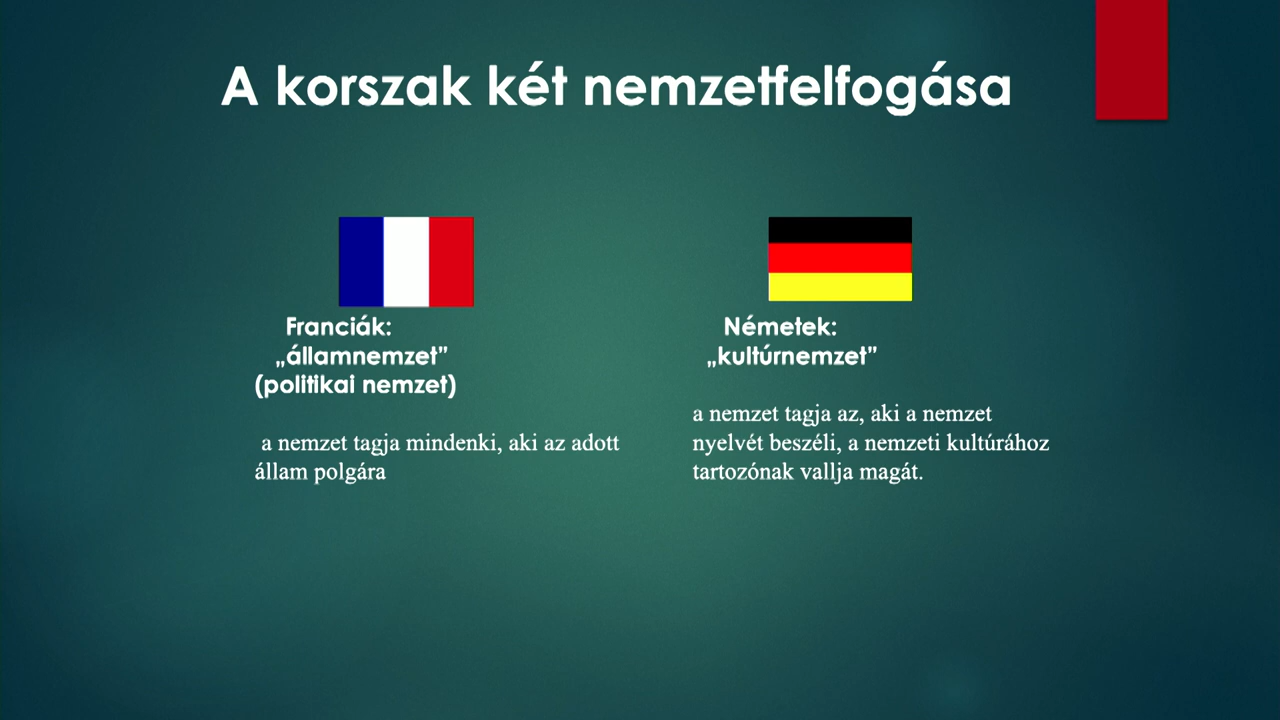 A korszak két nemzetfelfogása
Franciák:
„államnemzet”
(politikai nemzet)
a nemzet tagja mindenki, aki az adott
állam polgára
Németek:
„kultúrnemzet”
a nemzet tagja az, aki a nemzet
nyelvét beszéli, a nemzeti kultúrához
tartozónak vallja magát.